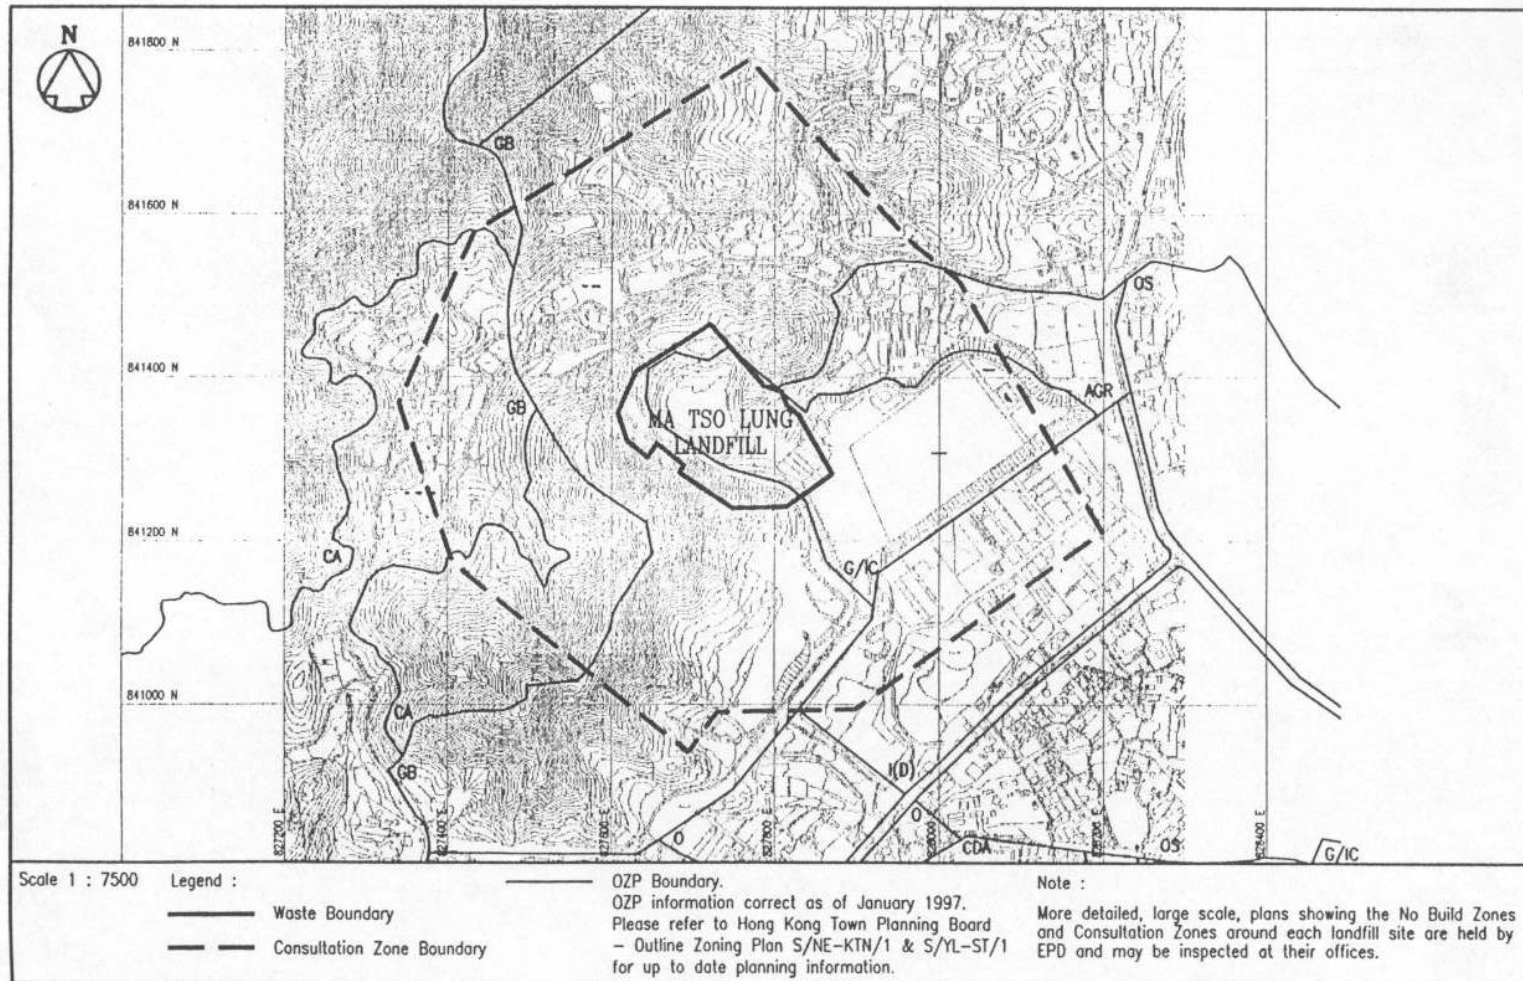 N
841800 N
GB
841600 N
OS
841400 N
AGR
GB
MA TSO LUNG
LANDFILL
841200 N
CA
G/IC
841000 N
CA
GB
I(D)
O
O
CDA
OS
G/IC
827200 E
827400 E
827600 E
827800 E
828000 E
828200 E
828400 E
Scale 1 : 7500
Legend :
Waste Boundary
Consultation Zone Boundary
OZP Boundary.
OZP information correct as of January 1997.
Please refer to Hong Kong Town Planning Board
– Outline Zoning Plan S/NE–KTN/1 & S/YL–ST/1
for up to date planning information.
Note :
More detailed, large scale, plans showing the No Build Zones
and Consultation Zones around each landfill site are held by
EPD and may be inspected at their offices.